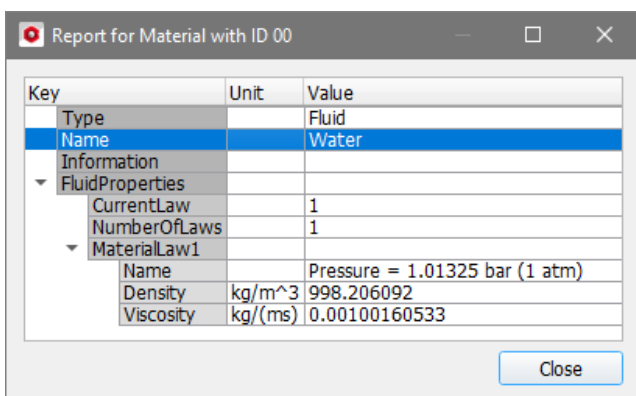 Report for Material with ID 00
Key Unit Value
Type Fluid
Name Water
Information
FluidProperties
CurrentLaw 1
NumberOfLaws 1
MaterialLaw1
Name Pressure = 1.01325 bar (1 atm)
Density kg/m^3 998.206092
Viscosity kg/(ms) 0.00100160533
Close